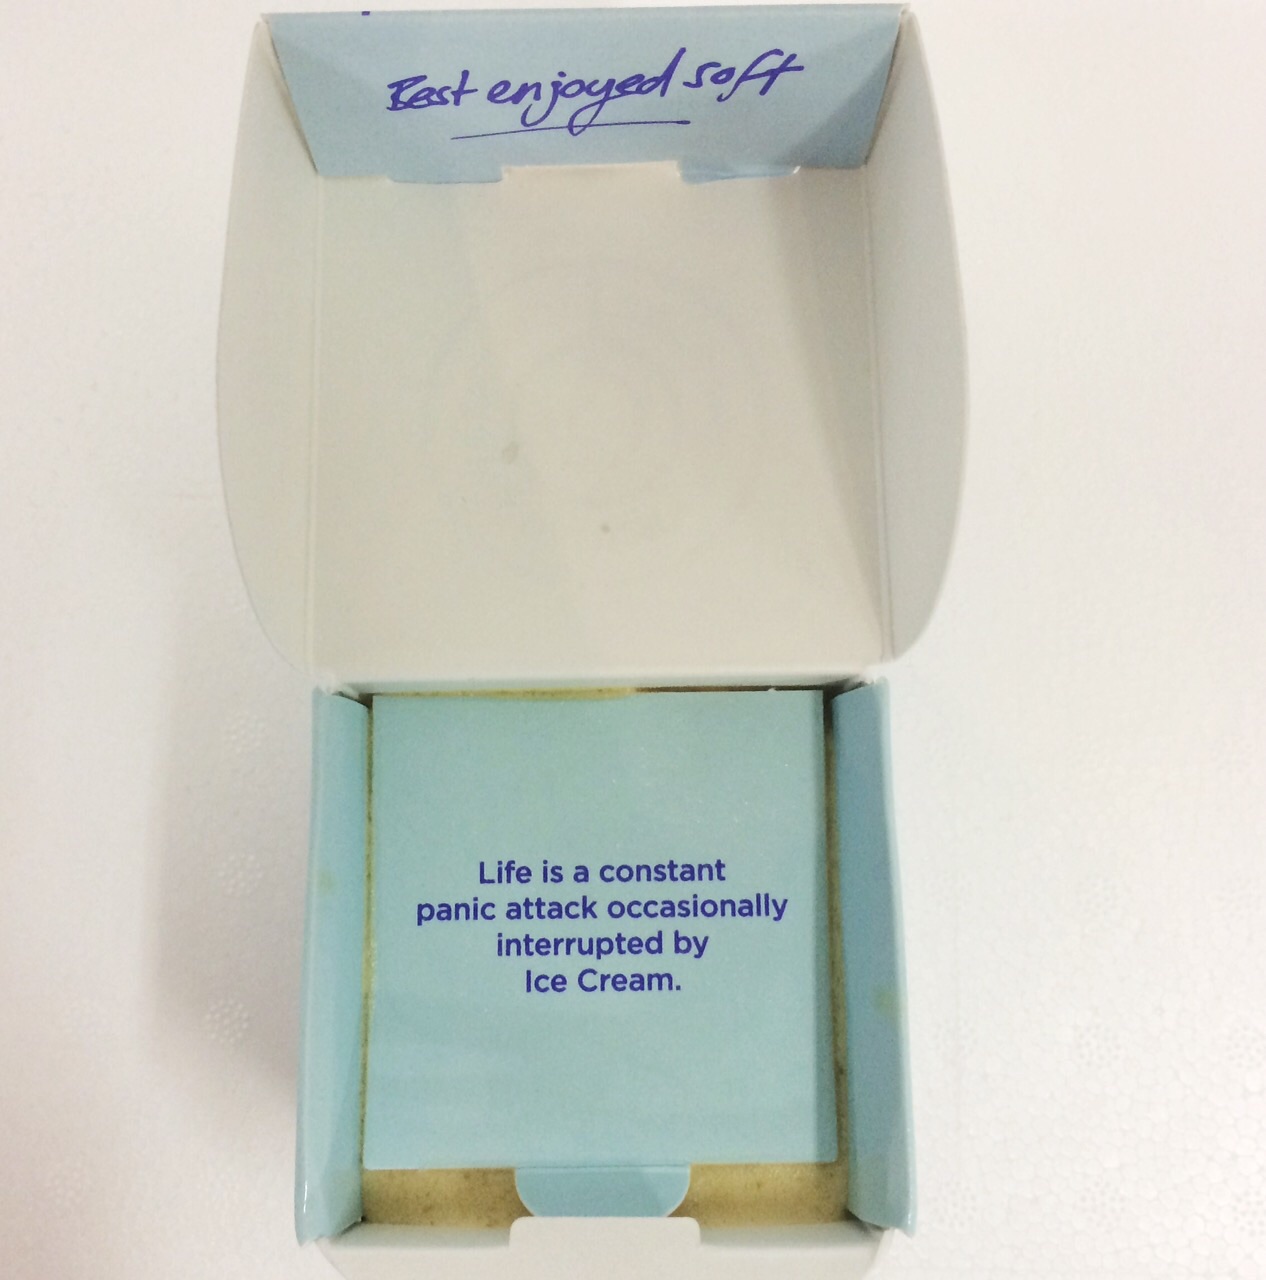 Best enjoyed soft
Life is a constant
panic attack occasionally
interrupted by
Ice Cream.